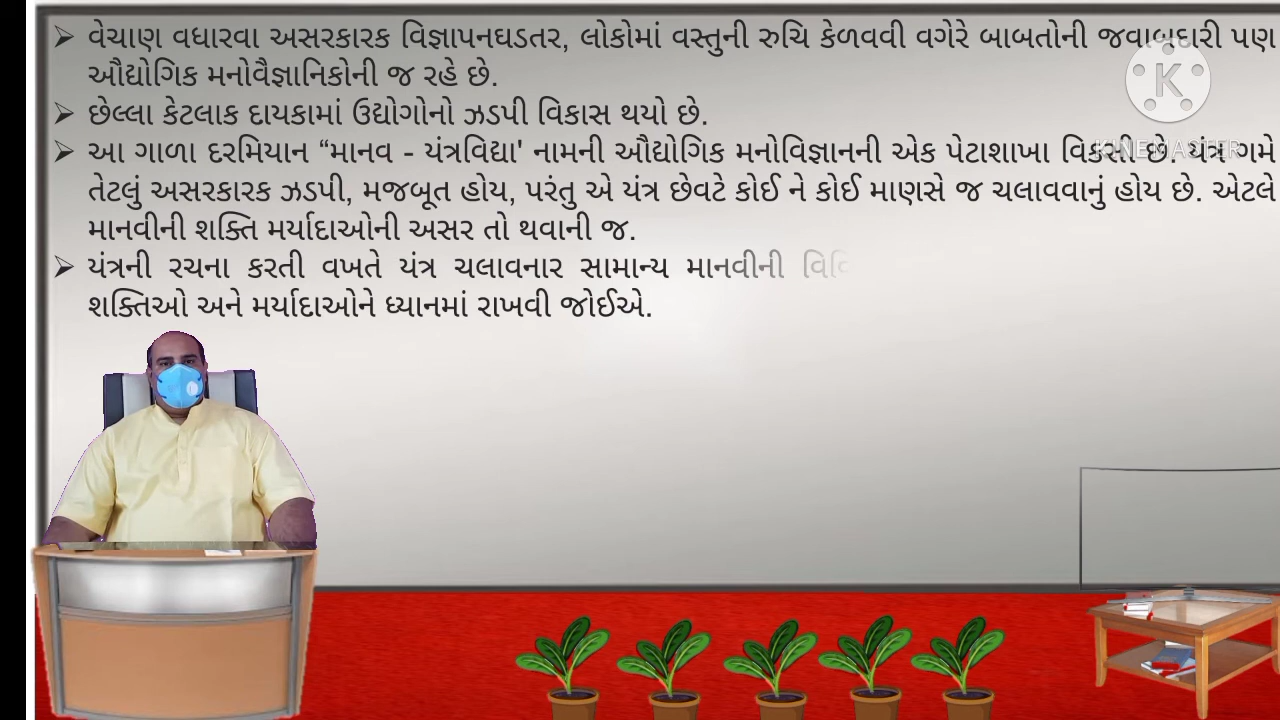 ➢ વેચાણ વધારવા અસરકારક વિજ્ઞાપનઘડતર, લોકોમાં વસ્તુની રુચિ કેળવવી વગેરે બાબતોની જવાબદારી પણ
ઔદ્યોગિક મનોવૈજ્ઞાનિકોની જ રહે છે.
➢ છેલ્લા કેટલાક દાયકામાં ઉદ્યોગોનો ઝડપી વિકાસ થયો છે.
➢ આ ગાળા દરમિયાન “માનવ - યંત્રવિદ્યા' નામની ઔદ્યોગિક મનોવિજ્ઞાનની એક પેટાશાખા વિકસી છે. યંત્ર ગમે
તેટલું અસરકારક ઝડપી, મજબૂત હોય, પરંતુ એ યંત્ર છેવટે કોઈ ને કોઈ માણસે જ ચલાવવાનું હોય છે. એટલે
માનવીની શક્તિ મર્યાદાઓની અસર તો થવાની જ.
➢ યંત્રની રચના કરતી વખતે યંત્ર ચલાવનાર સામાન્ય માનવીની
શક્તિઓ અને મર્યાદાઓને ધ્યાનમાં રાખવી જોઈએ.
K
KINEMASTER